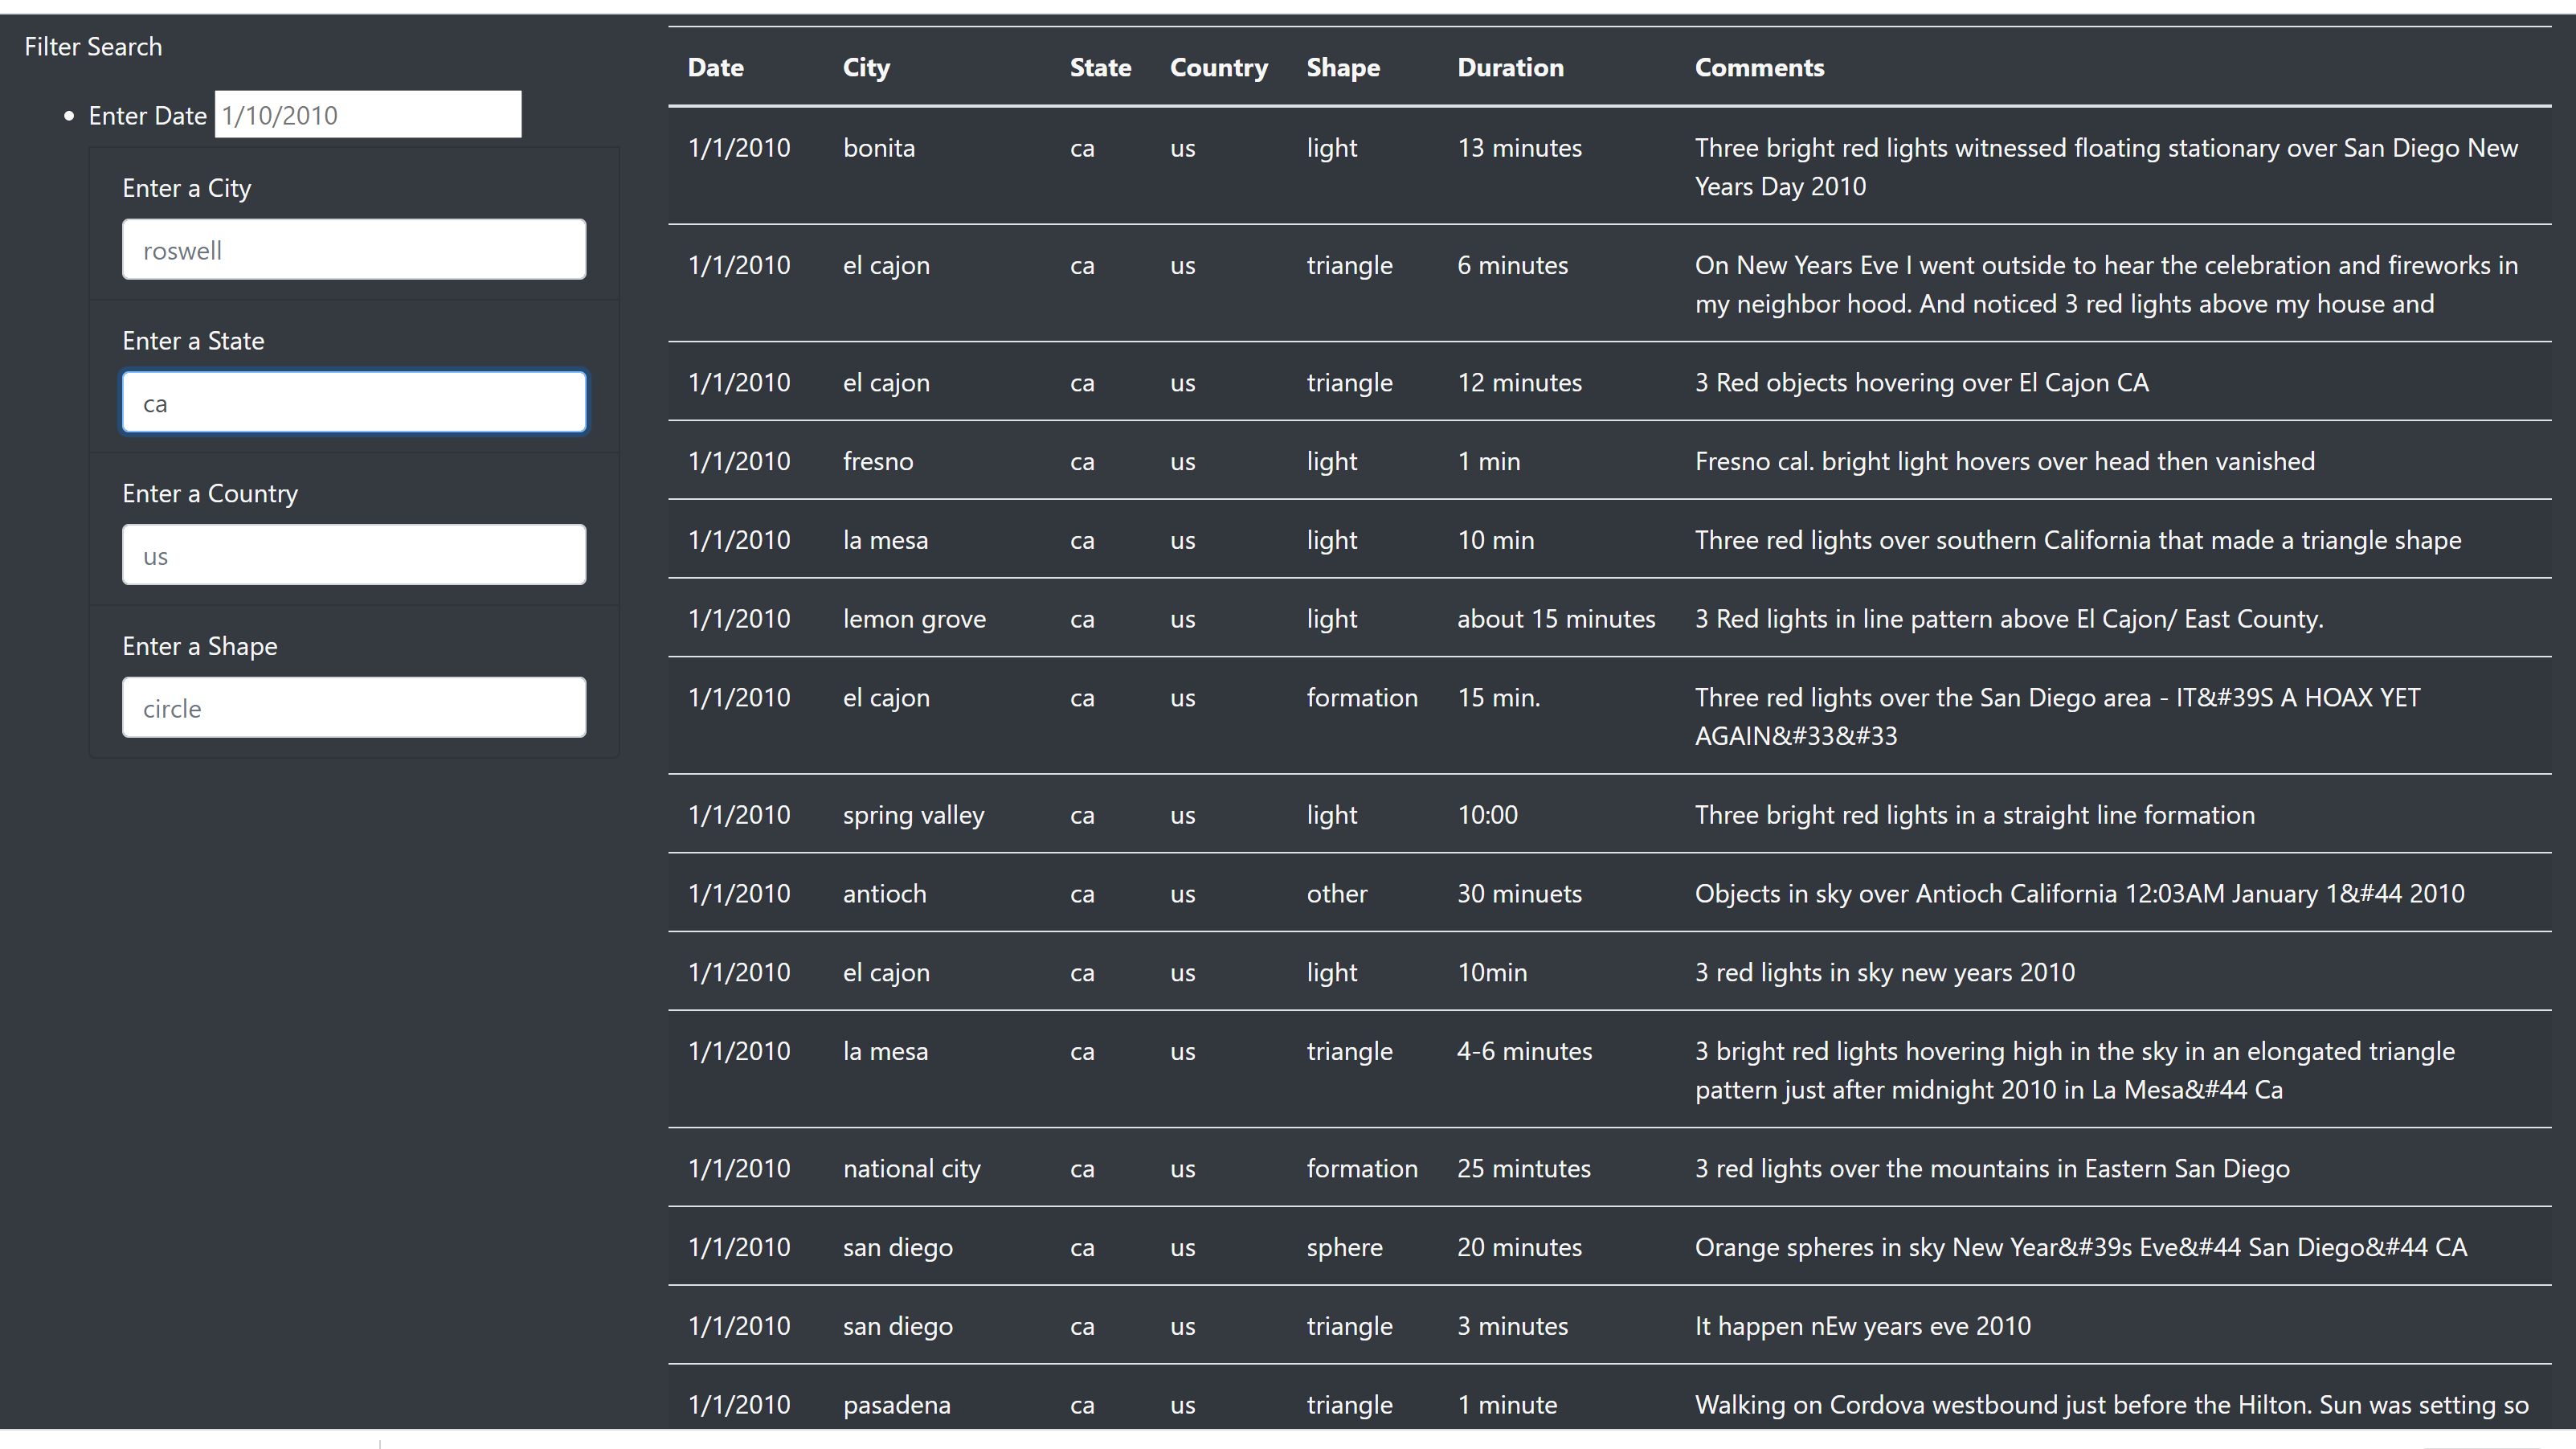 Filter Search
Enter Date 1/10/2010
Enter a City
roswell
Enter a State
ca
Enter a Country
us
Enter a Shape
circle
Date City State Country Shape Duration Comments
1/1/2010 bonita ca us light 13 minutes Three bright red lights witnessed floating stationary over San Diego New
Years Day 2010
1/1/2010 el cajon ca us triangle 6 minutes On New Years Eve I went outside to hear the celebration and fireworks in
my neighbor hood. And noticed 3 red lights above my house and
1/1/2010 el cajon ca us triangle 12 minutes 3 Red objects hovering over El Cajon CA
1/1/2010 fresno ca us light 1 min Fresno cal. bright light hovers over head then vanished
1/1/2010 la mesa ca us light 10 min Three red lights over southern California that made a triangle shape
1/1/2010 lemon grove ca us light about 15 minutes 3 Red lights in line pattern above El Cajon/ East County.
1/1/2010 el cajon ca us formation 15 min. Three red lights over the San Diego area - IT&#39S A HOAX YET
AGAIN&#33&#33
1/1/2010 spring valley ca us light 10:00 Three bright red lights in a straight line formation
1/1/2010 antioch ca us other 30 minuets Objects in sky over Antioch California 12:03AM January 1&#44 2010
1/1/2010 el cajon ca us light 10min 3 red lights in sky new years 2010
1/1/2010 la mesa ca us triangle 4-6 minutes 3 bright red lights hovering high in the sky in an elongated triangle
pattern just after midnight 2010 in La Mesa&#44 Ca
1/1/2010 national city ca us formation 25 mintutes 3 red lights over the mountains in Eastern San Diego
1/1/2010 san diego ca us sphere 20 minutes Orange spheres in sky New Year&#39s Eve&#44 San Diego&#44 CA
1/1/2010 san diego ca us triangle 3 minutes It happen nEw years eve 2010
1/1/2010 pasadena ca us triangle 1 minute Walking on Cordova westbound just before the Hilton. Sun was setting so